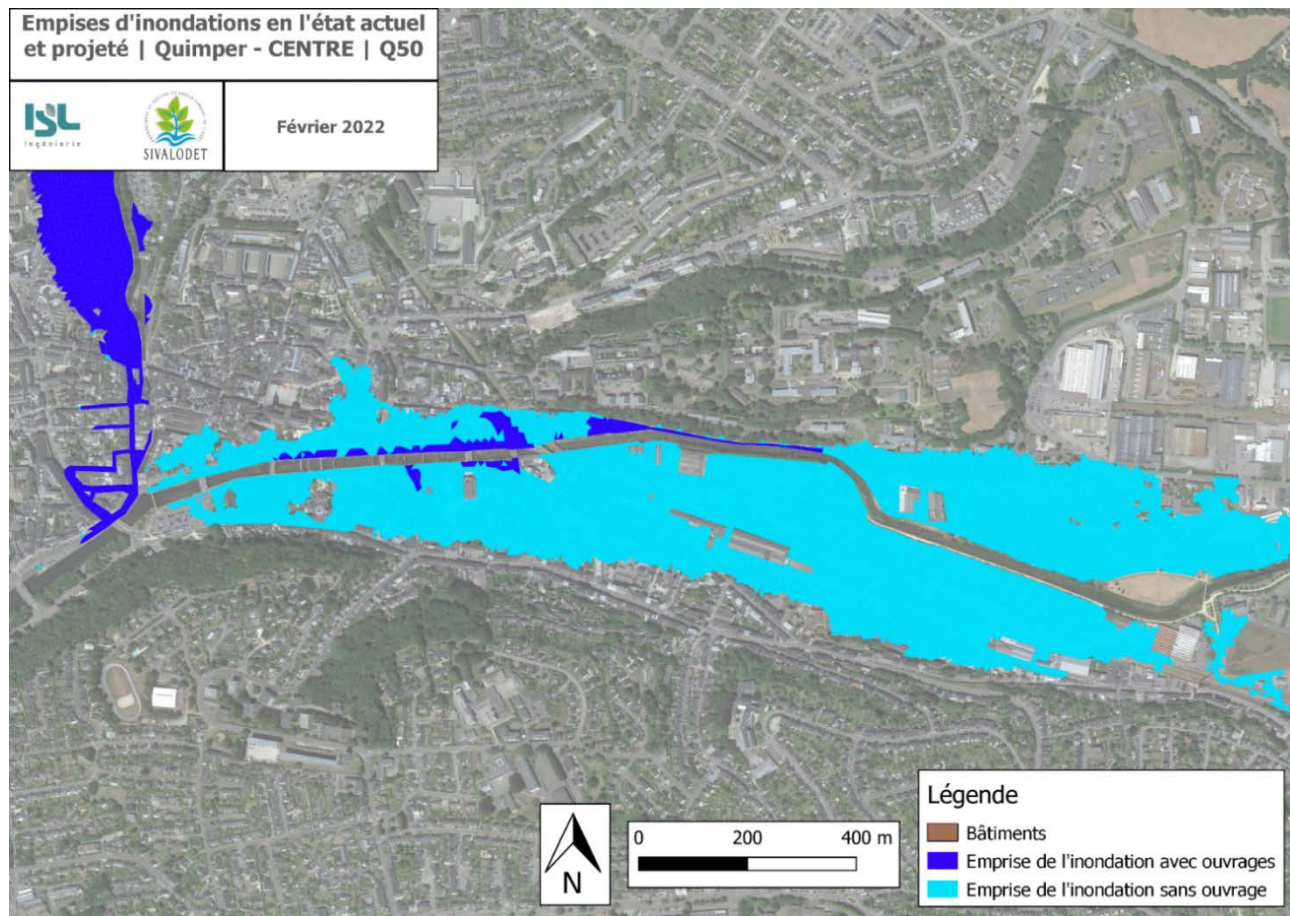 Empises d'inondations en l'état actuel
et projeté | Quimper - CENTRE | Q50
ISL
Ingénierie
SIVALODET
Février 2022
N
0 200 400 m
Légende
Bâtiments
Emprise de l'inondation avec ouvrages
Emprise de l'inondation sans ouvrage